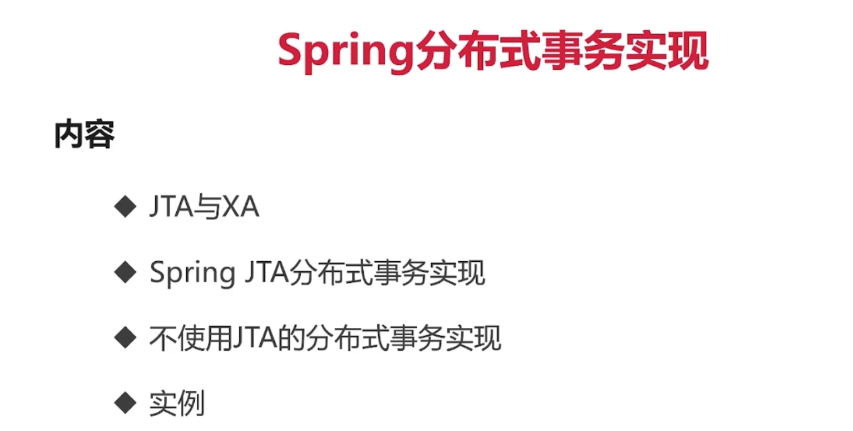 Spring分布式事务实现
内容
JTA与XA
Spring JTA分布式事务实现
不使用JTA的分布式事务实现
实例